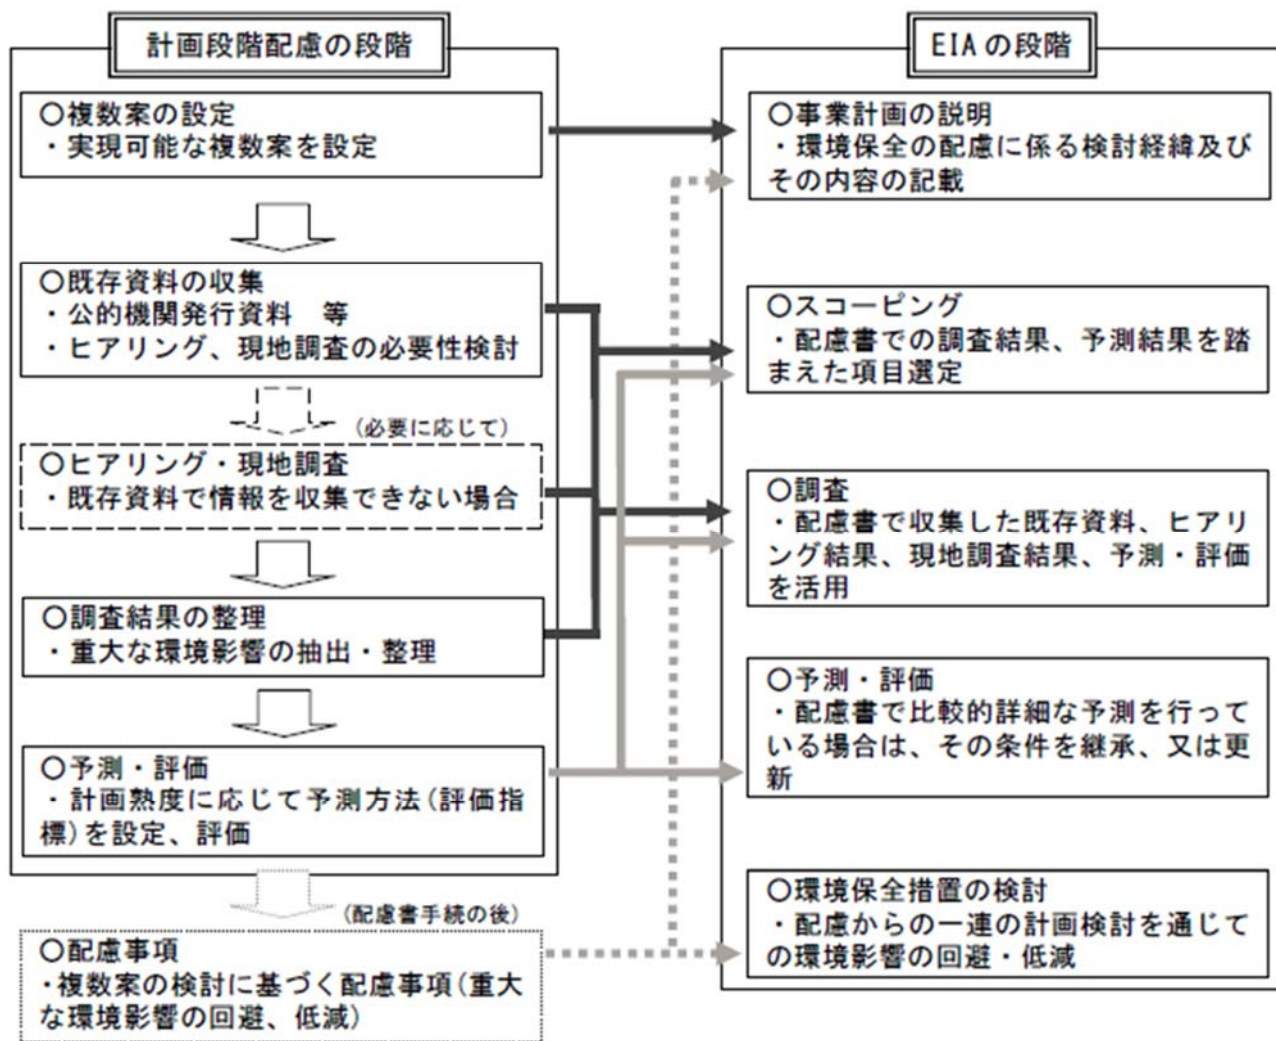 計画段階配慮の段階
○複数案の設定
・実現可能な複数案を設定
○既存資料の収集
・公的機関発行資料　等
・ヒアリング、現地調査の必要性検討
(必要に応じて)
○ヒアリング・現地調査
・既存資料で情報を収集できない場合
○調査結果の整理
・重大な環境影響の抽出・整理
○予測・評価
・計画熟度に応じて予測方法(評価指
標)を設定、評価
(配慮書手続の後)
○配慮事項
・複数案の検討に基づく配慮事項(重大
な環境影響の回避、低減)
EIAの段階
○事業計画の説明
・環境保全の配慮に係る検討経緯及び
その内容の記載
○スコーピング
・配慮書での調査結果、予測結果を踏
まえた項目選定
○調査
・配慮書で収集した既存資料、ヒアリ
ング結果、現地調査結果、予測・評価
を活用
○予測・評価
・配慮書で比較的詳細な予測を行って
いる場合は、その条件を継承、又は更
新
○環境保全措置の検討
・配慮からの一連の計画検討を通じて
の環境影響の回避・低減